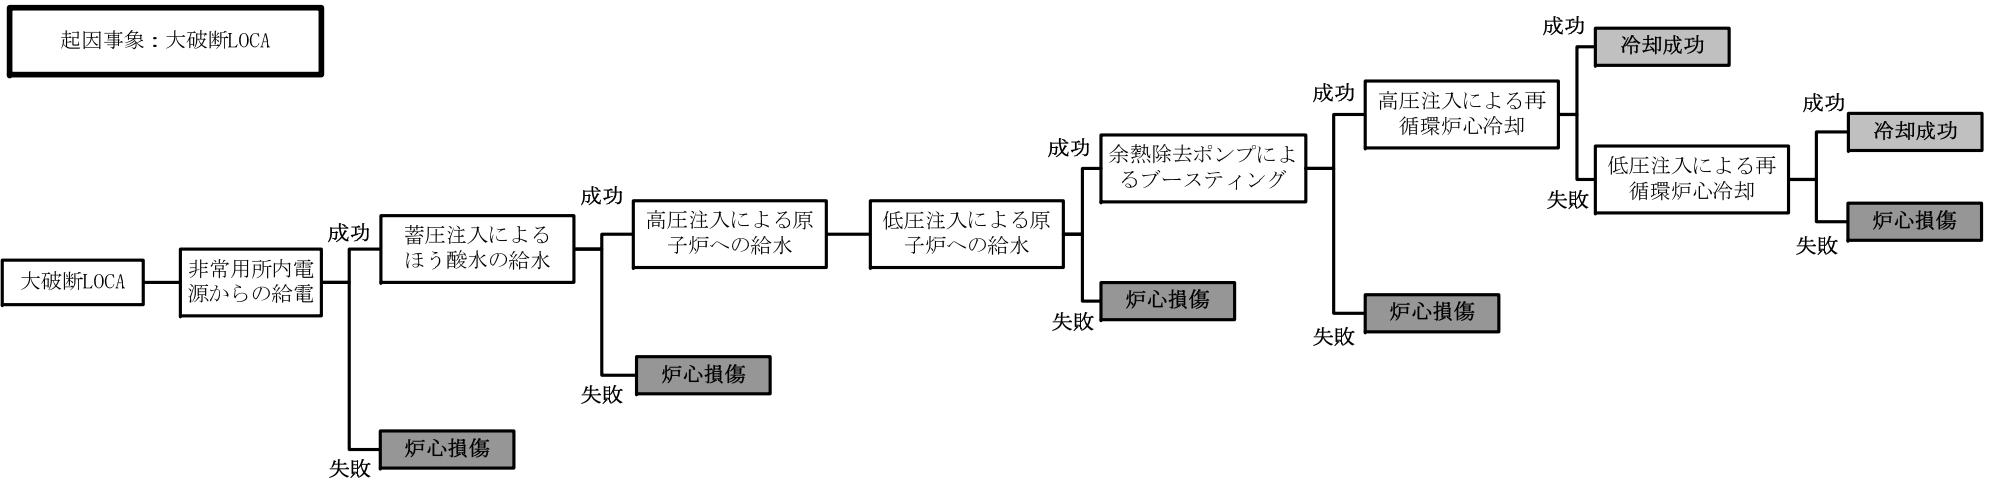 起因事象：大破断LOCA
大破断LOCA
非常用所内電
源からの給電
成功
失敗
蓄圧注入による
ほう酸水の給水
炉心損傷
成功
失敗
高圧注入による原
子炉への給水
炉心損傷
低圧注入による原
子炉への給水
成功
失敗
余熱除去ポンプによ
るブースティング
炉心損傷
成功
失敗
高圧注入による再
循環炉心冷却
炉心損傷
成功
失敗
冷却成功
低圧注入による再
循環炉心冷却
成功
失敗
冷却成功
炉心損傷